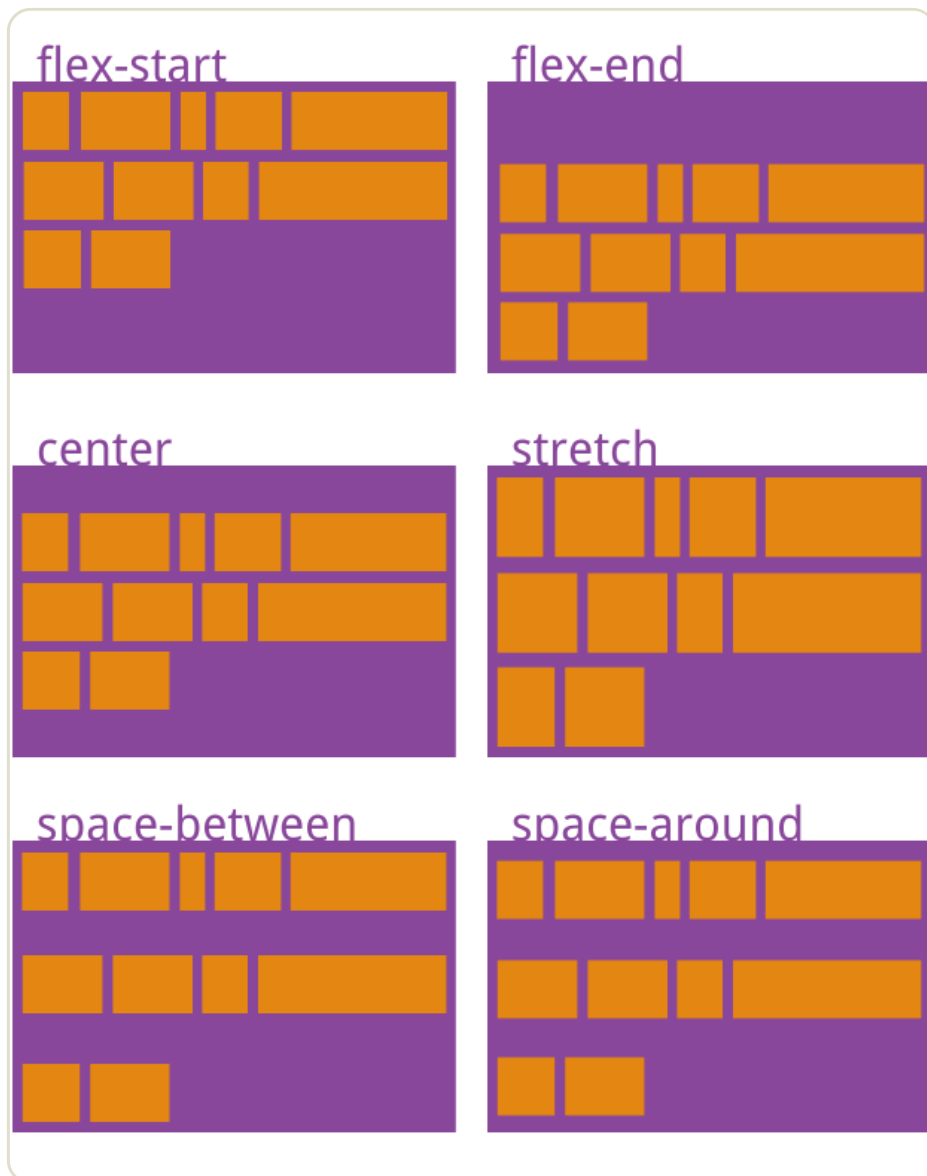 flex-start
flex-end
center
stretch
space-between
space-around